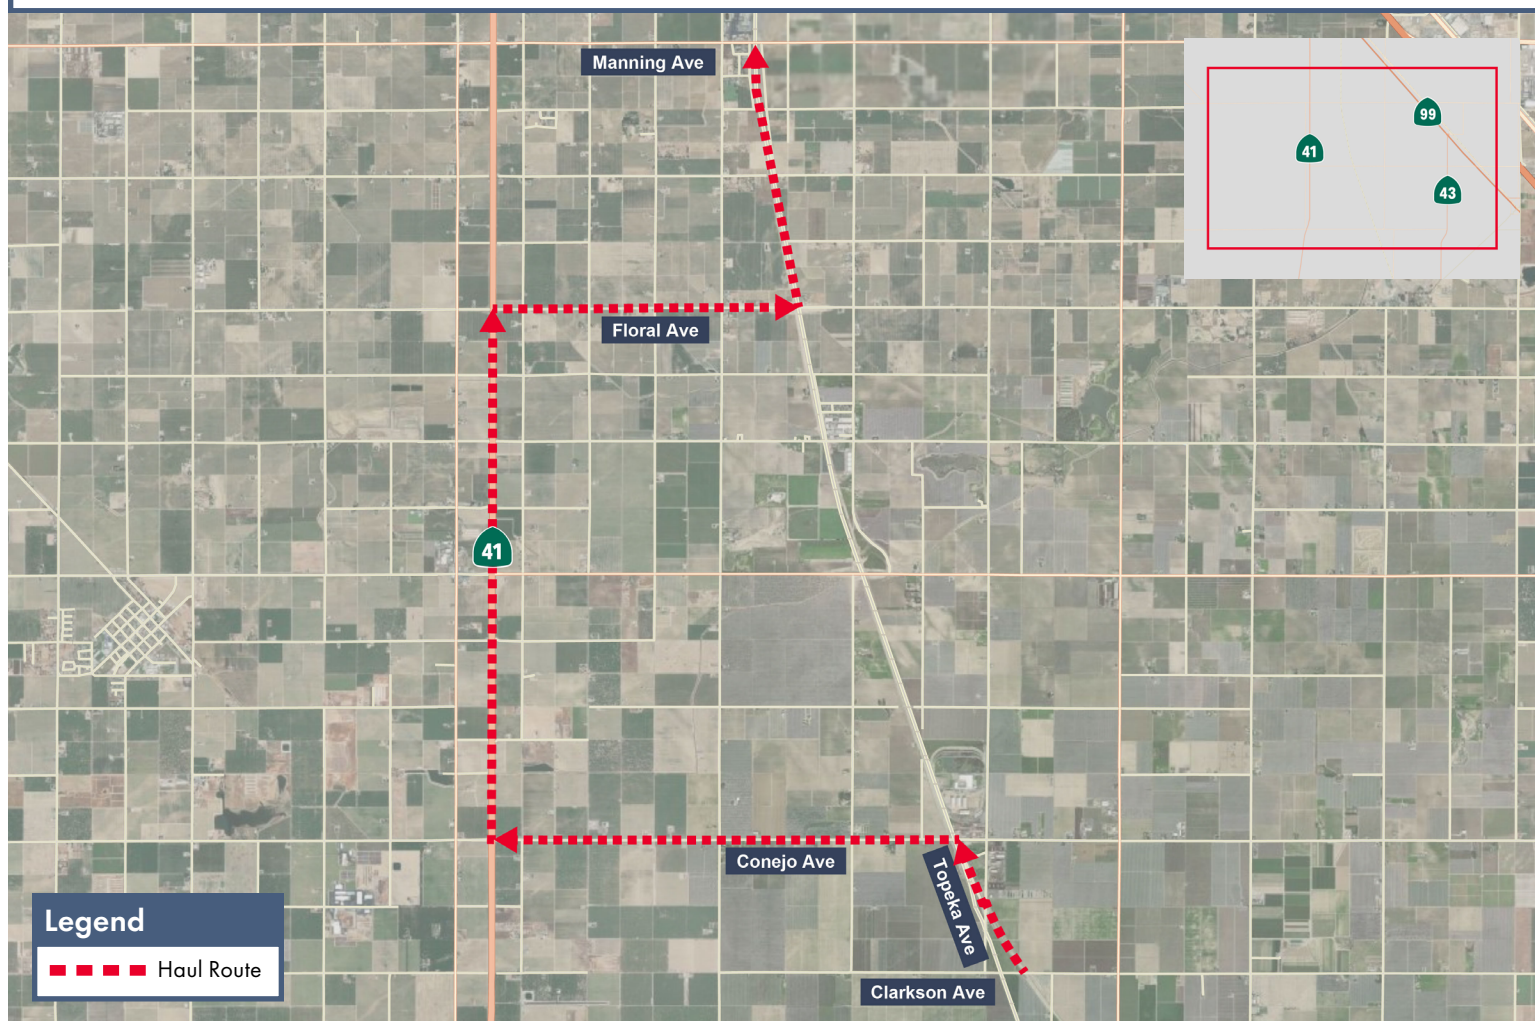 Manning Ave
99
41
43
Floral Ave
41
Conejo Ave
Topeka Ave
Legend
Haul Route
Clarkson Ave